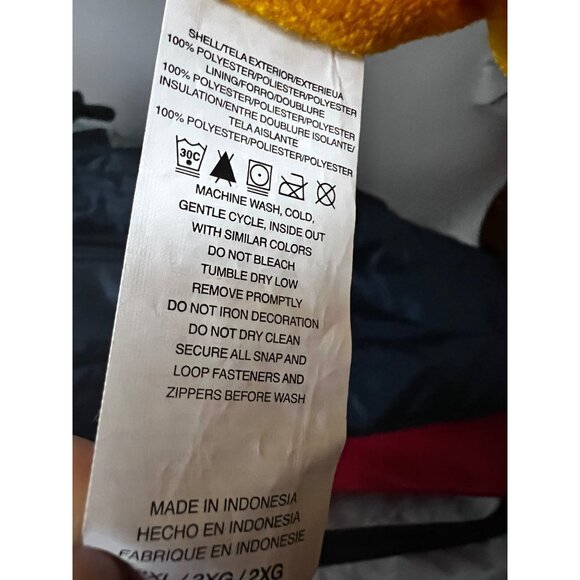 SHELL/TELA EXTERIOR/EXTERIEUA
100% POLYESTER/POLIESTER/POLYESTER
LINING/FORRO/DOUBLURE
100% POLYESTER/POLIESTER/POLYESTER
INSULATION/ENTRE DOUBLURE ISOLANTE/
TELA AISLANTE
100% POLYESTER/POLIESTER/POLYESTER
30C
MACHINE WASH, COLD,
GENTLE CYCLE, INSIDE OUT
WITH SIMILAR COLORS
DO NOT BLEACH
TUMBLE DRY LOW
REMOVE PROMPTLY
DO NOT IRON DECORATION
DO NOT DRY CLEAN
SECURE ALL SNAP AND
LOOP FASTENERS AND
ZIPPERS BEFORE WASH
MADE IN INDONESIA
HECHO EN INDONESIA
FABRIQUE EN INDONESIA
/ 2XG / 2XG